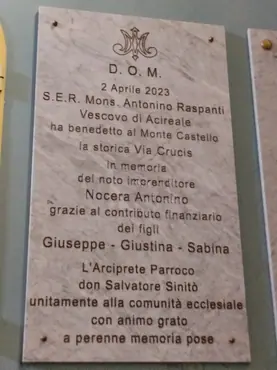 D. O. M.
2 Aprile 2023
S.E.R. Mons. Antonino Raspanti
Vescovo di Acireale
ha benedetto al Monte Castello
la storica Via Crucis
in memoria
del noto imprenditore
Nocera Antonino
grazie al contributo finanziario
dei figli
Giuseppe - Giustina - Sabina
L'Arciprete Parroco
don Salvatore Sinitò
unitamente alla comunità ecclesiale
con animo grato
a perenne memoria pose